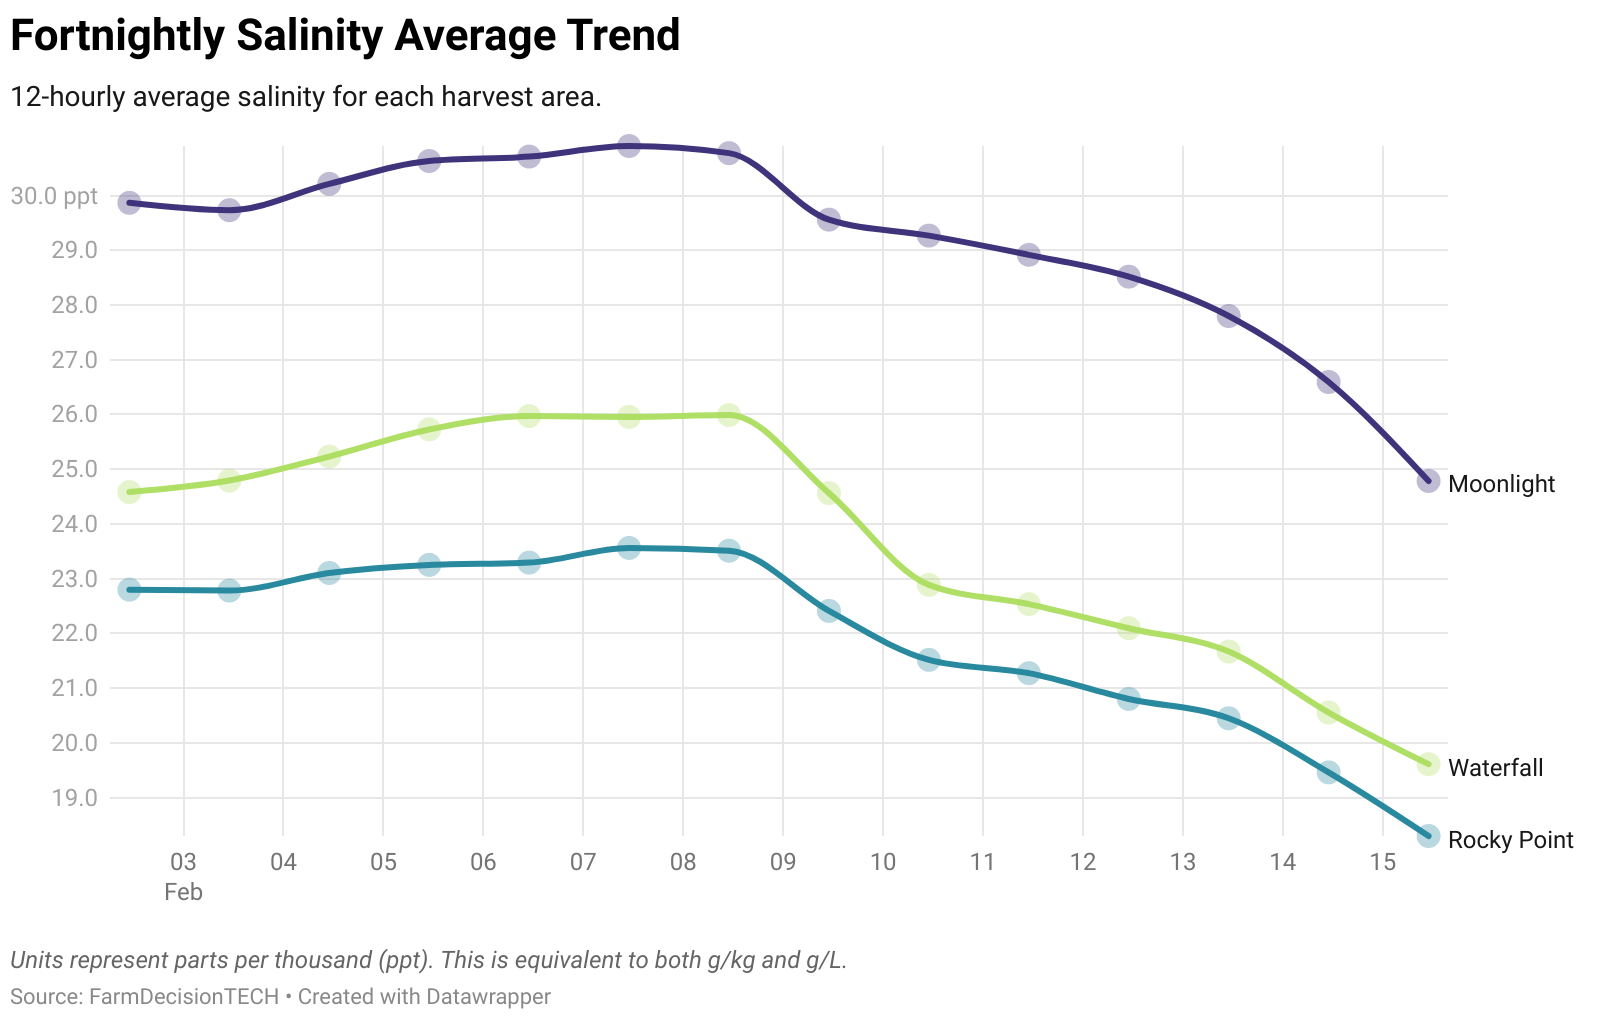 Fortnightly Salinity Average Trend
12-hourly average salinity for each harvest area.
30.0 ppt
29.0
28.0
27.0
26.0
25.0
24.0
23.0
22.0
21.0
20.0
19.0
Moonlight
Waterfall
Rocky Point
03 04 05 06 07 08 09 10 11 12 13 14 15
Feb
Units represent parts per thousand (ppt). This is equivalent to both g/kg and g/L.
Source: FarmDecisionTECH • Created with Datawrapper